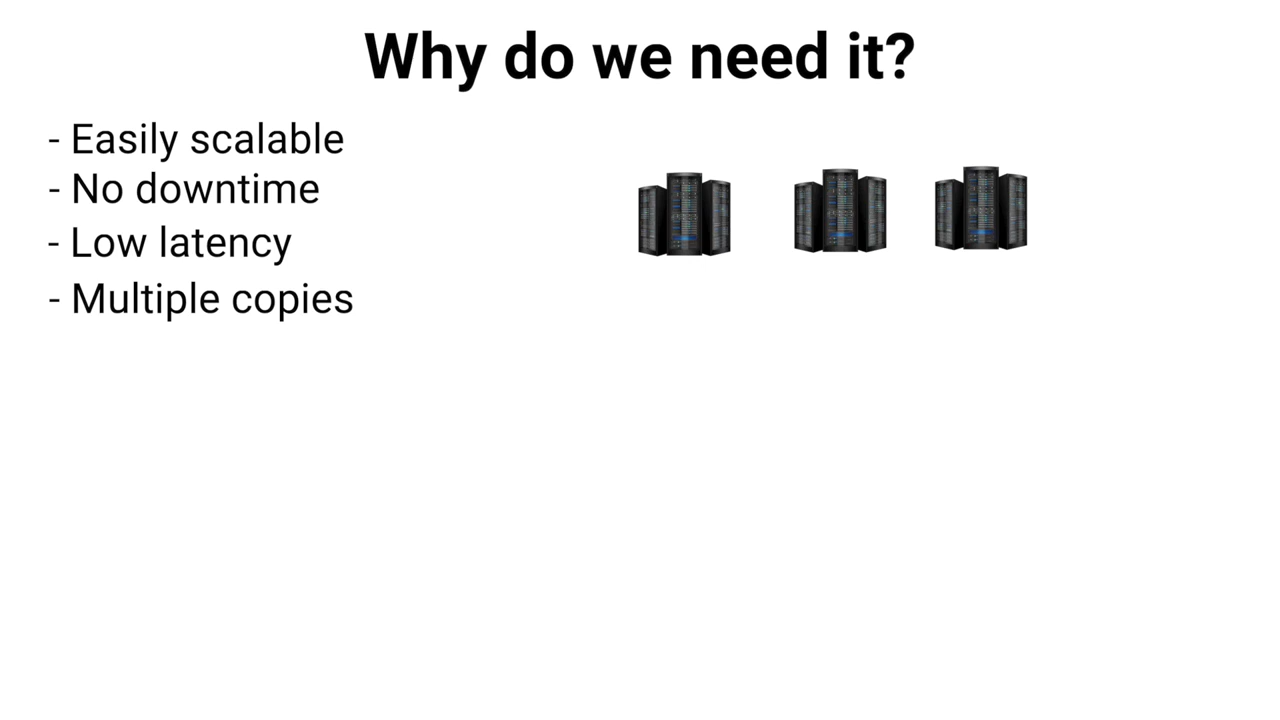 Why do we need it?
- Easily scalable
- No downtime
- Low latency
- Multiple copies